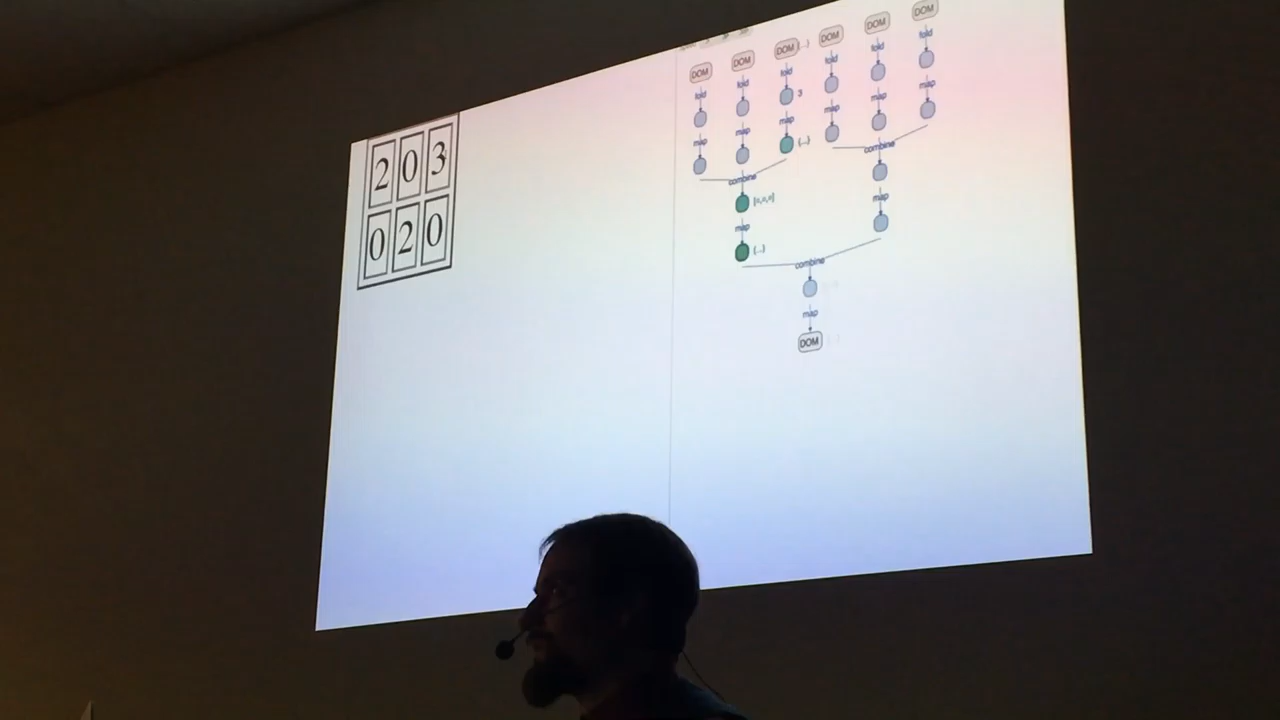 2 0 3
0 2 0
DOM DOM DOM {...} DOM DOM DOM
fold fold fold fold fold fold
3
map map map map map map
{...}
combine combine
[o,o,o]
map map
{...}
combine
map
DOM